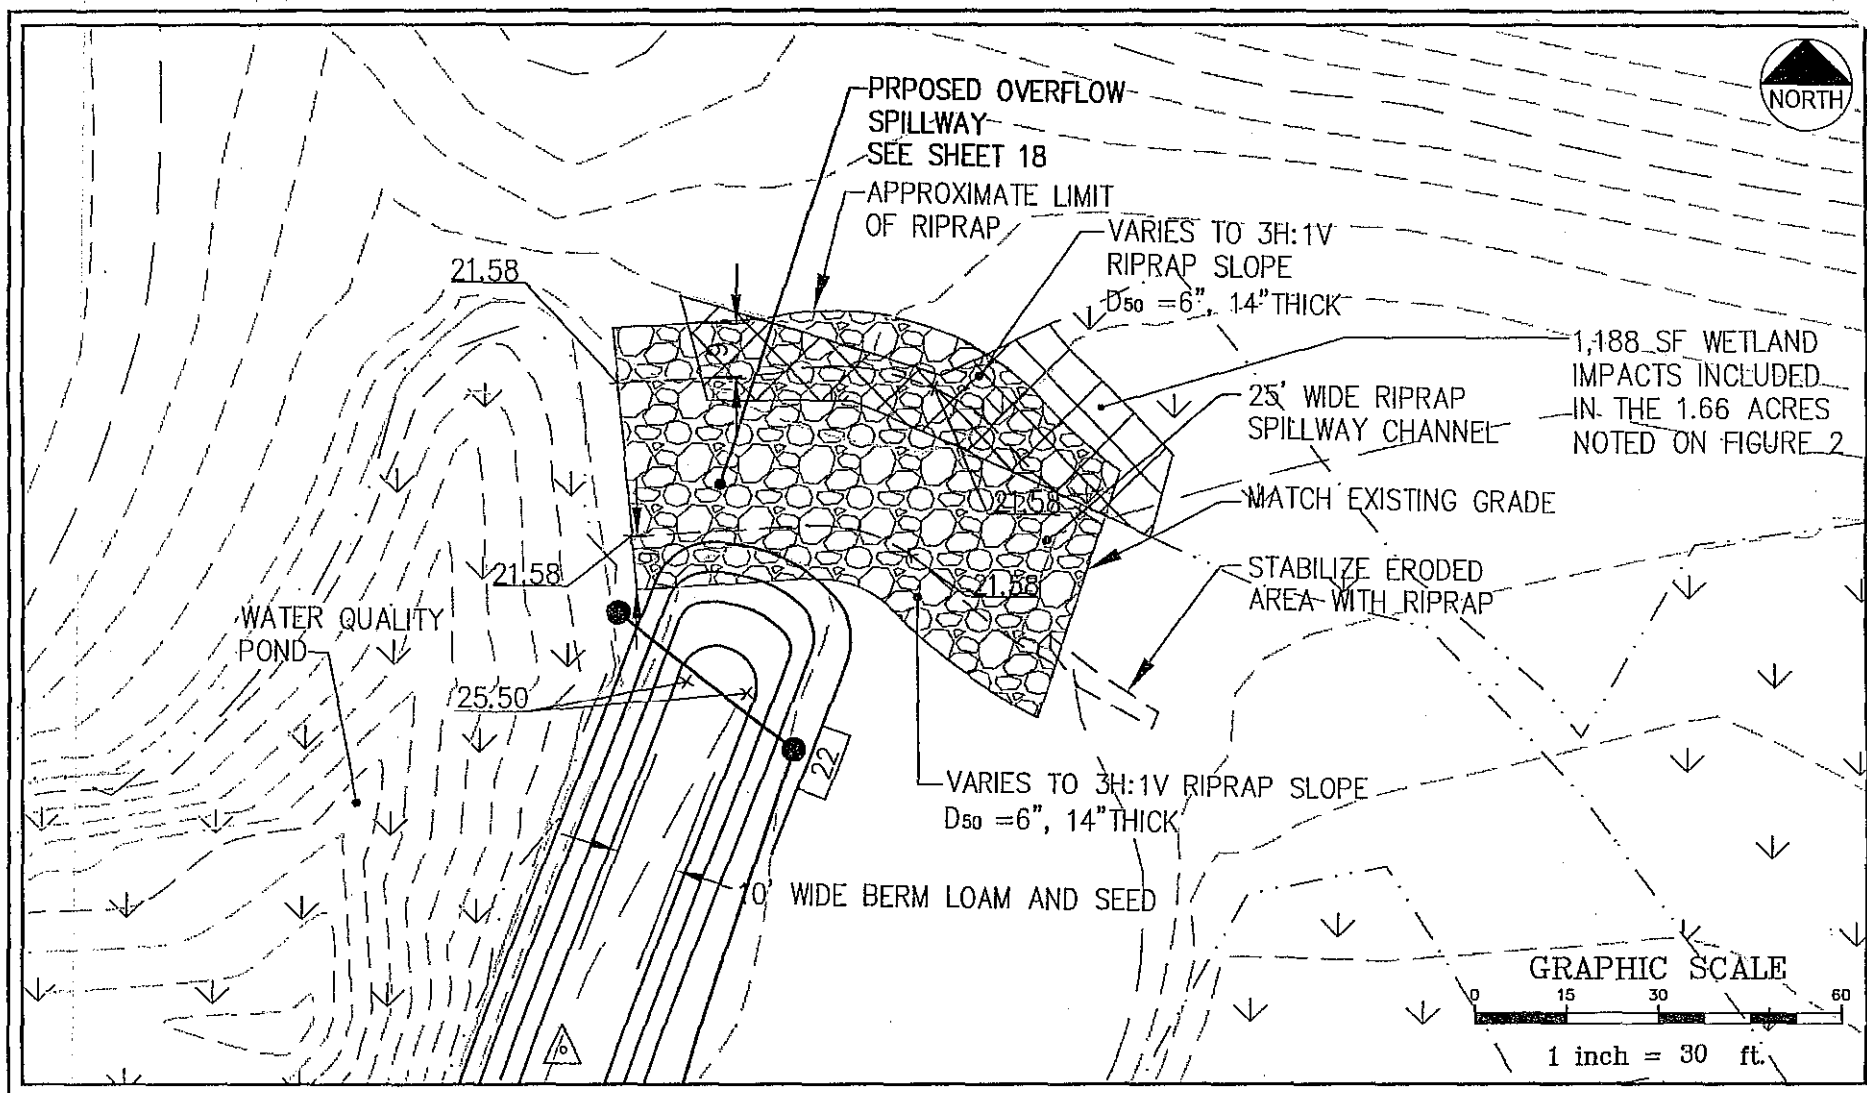 NORTH
PRPOSED OVERFLOW
SPILLWAY
SEE SHEET 18
APPROXIMATE LIMIT
OF RIPRAP
VARIES TO 3H:1V
RIPRAP SLOPE
D50 =6", 14"THICK
21.58
1,188 SF WETLAND
IMPACTS INCLUDED
IN THE 1.66 ACRES
NOTED ON FIGURE 2
25' WIDE RIPRAP
SPILLWAY CHANNEL
21.58
MATCH EXISTING GRADE
21.58
21.58
STABILIZE ERODED
AREA WITH RIPRAP
WATER QUALITY
POND
25.50
22
VARIES TO 3H:1V RIPRAP SLOPE
D50 =6", 14"THICK
10' WIDE BERM LOAM AND SEED
GRAPHIC SCALE
0 15 30 60
1 inch = 30 ft.